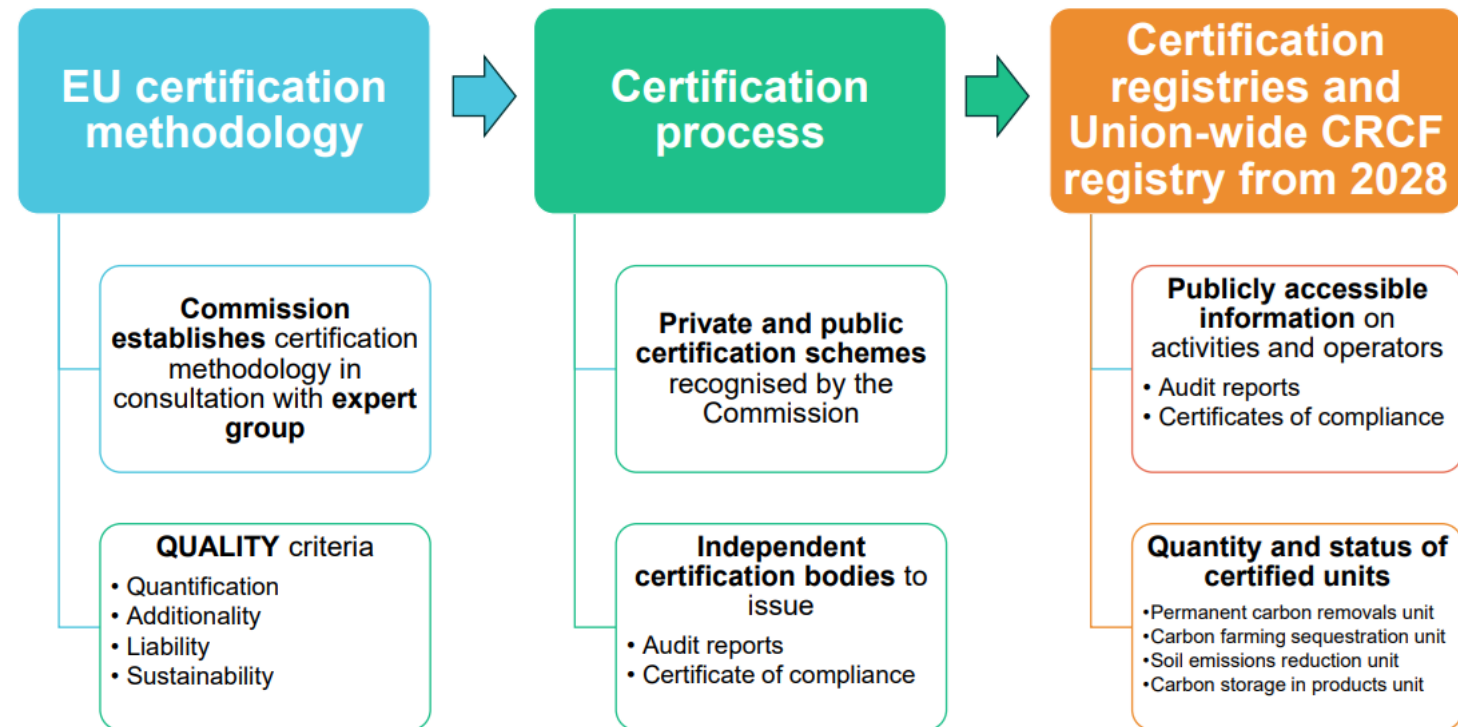 EU certification
methodology
Certification
process
Certification
registries and
Union-wide CRCF
registry from 2028
Commission
establishes certification
methodology in
consultation with expert
group
QUALITY criteria
• Quantification
• Additionality
• Liability
• Sustainability
Private and public
certification schemes
recognised by the
Commission
Independent
certification bodies to
issue
• Audit reports
• Certificate of compliance
Publicly accessible
information on
activities and operators
• Audit reports
• Certificates of compliance
Quantity and status of
certified units
•Permanent carbon removals unit
•Carbon farming sequestration unit
•Soil emissions reduction unit
•Carbon storage in products unit